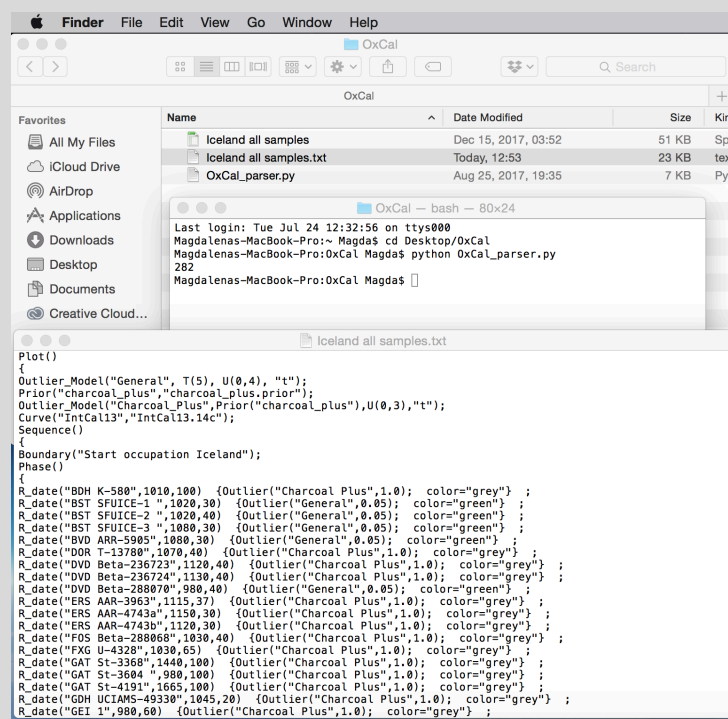 Finder File Edit View Go Window Help
OxCal
Search
OxCal
+
Favorites
Name Date Modified Size Kin
All My Files
Iceland all samples Dec 15, 2017, 03:52 51 KB Sp
iCloud Drive
Iceland all samples.txt Today, 12:53 23 KB tex
AirDrop
OxCal_parser.py Aug 25, 2017, 19:35 7 KB Py
Applications
Downloads
Desktop
Documents
Creative Cloud...
OxCal — bash — 80×24
Last login: Tue Jul 24 12:32:56 on ttys000
Magdalenas-MacBook-Pro:~ Magda$ cd Desktop/OxCal
Magdalenas-MacBook-Pro:OxCal Magda$ python OxCal_parser.py
282
Magdalenas-MacBook-Pro:OxCal Magda$
Iceland all samples.txt
Plot()
{
Outlier_Model("General", T(5), U(0,4), "t");
Prior("charcoal_plus","charcoal_plus.prior");
Outlier_Model("Charcoal_Plus",Prior("charcoal_plus"),U(0,3),"t");
Curve("IntCal13","IntCal13.14c");
Sequence()
{
Boundary("Start occupation Iceland");
Phase()
{
R_date("BDH K-580",1010,100)  {Outlier("Charcoal Plus",1.0);  color="grey"}  ;
R_date("BST SFUICE-1 ",1020,30)  {Outlier("General",0.05);  color="green"}  ;
R_date("BST SFUICE-2 ",1020,40)  {Outlier("General",0.05);  color="green"}  ;
R_date("BST SFUICE-3 ",1080,30)  {Outlier("General",0.05);  color="green"}  ;
R_date("BVD ARR-5905",1080,30)  {Outlier("General",0.05);  color="green"}  ;
R_date("DOR T-13780",1070,40)  {Outlier("Charcoal Plus",1.0);  color="grey"}  ;
R_date("DVD Beta-236723",1120,40)  {Outlier("Charcoal Plus",1.0);  color="grey"}  ;
R_date("DVD Beta-236724",1130,40)  {Outlier("Charcoal Plus",1.0);  color="grey"}  ;
R_date("DVD Beta-288070",980,40)  {Outlier("General",0.05);  color="green"}  ;
R_date("ERS AAR-3963",1115,37)  {Outlier("Charcoal Plus",1.0);  color="grey"}  ;
R_date("ERS AAR-4743a",1150,30)  {Outlier("Charcoal Plus",1.0);  color="grey"}  ;
R_date("ERS AAR-4743b",1120,30)  {Outlier("Charcoal Plus",1.0);  color="grey"}  ;
R_date("FOS Beta-288068",1030,40)  {Outlier("Charcoal Plus",1.0);  color="grey"}  ;
R_date("FXG U-4328",1030,65)  {Outlier("Charcoal Plus",1.0);  color="grey"}  ;
R_date("GAT St-3368",1440,100)  {Outlier("Charcoal Plus",1.0);  color="grey"}  ;
R_date("GAT St-3604 ",980,100)  {Outlier("Charcoal Plus",1.0);  color="grey"}  ;
R_date("GAT St-4191",1665,100)  {Outlier("Charcoal Plus",1.0);  color="grey"}  ;
R_date("GDH UCIAMS-49330",1045,20)  {Outlier("Charcoal Plus",1.0);  color="grey"}  ;
R_date("GEI 1",980,60)  {Outlier("Charcoal Plus",1.0);  color="grey"}  ;